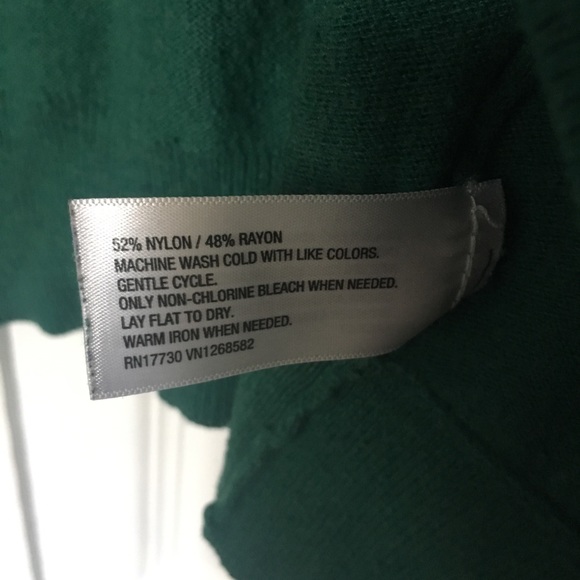 52% NYLON / 48% RAYON
MACHINE WASH COLD WITH LIKE COLORS.
GENTLE CYCLE.
ONLY NON-CHLORINE BLEACH WHEN NEEDED.
LAY FLAT TO DRY.
WARM IRON WHEN NEEDED.
RN17730 VN1268582